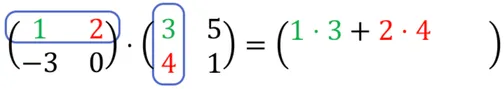 ( 1 2 ) · ( 3 5 ) = ( 1 · 3 + 2 · 4 )
−3 0 4 1